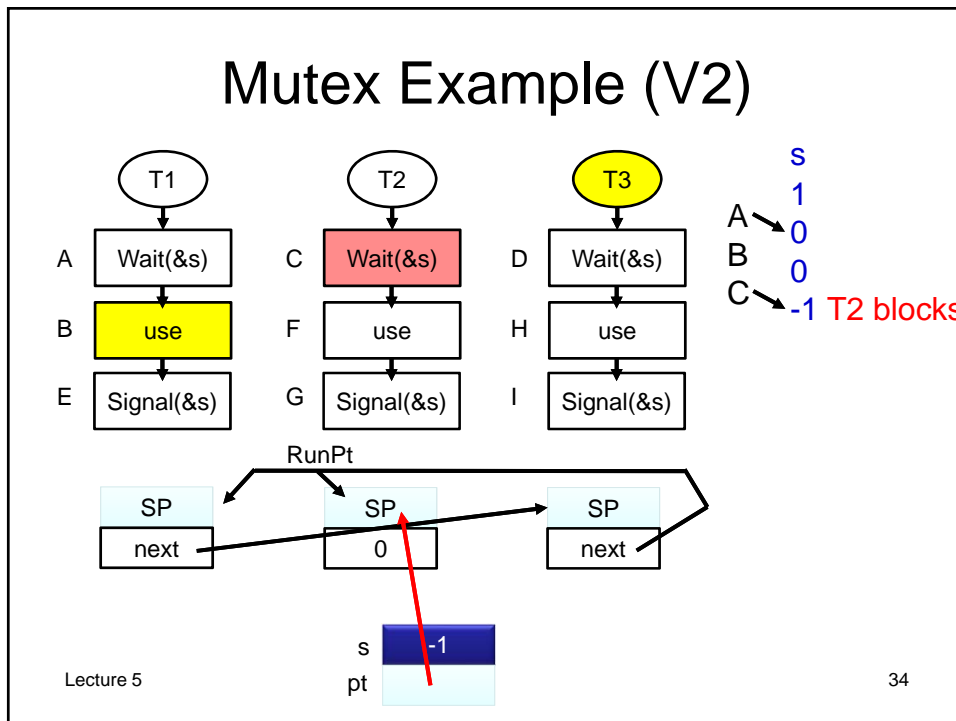 Mutex Example (V2)
T1 T2 T3
s
1
A 0
B 0
C -1 T2 blocks
A Wait(&s) C Wait(&s) D Wait(&s)
B use F use H use
E Signal(&s) G Signal(&s) I Signal(&s)
RunPt
SP SP SP
next 0 next
s -1
pt
Lecture 5 34